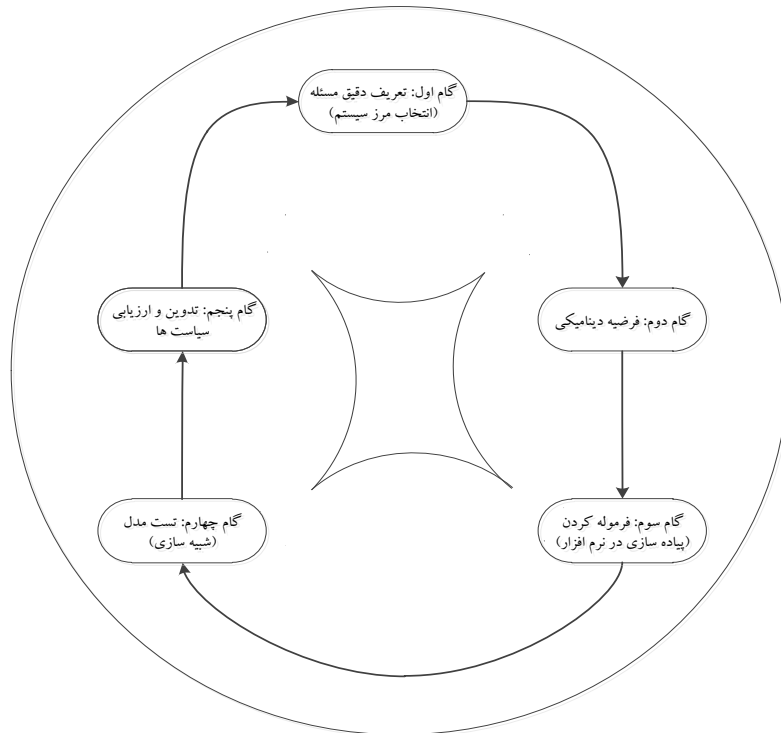 گام اول: تعریف دقیق مسئله
(انتخاب مرز سیستم)
گام دوم: فرضیه دینامیکی
گام سوم: فرموله کردن
(پیاده سازی در نرم افزار)
گام چهارم: تست مدل
(شبیه سازی)
گام پنجم: تدوین و ارزیابی
سیاست ها